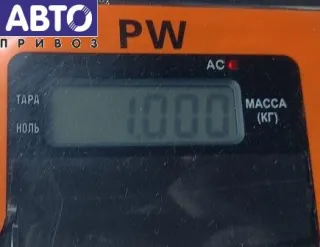 АВТО
ПРИВОЗ
PW
AC
ТАРА
1.000
МАССА
НОЛЬ
(КГ)